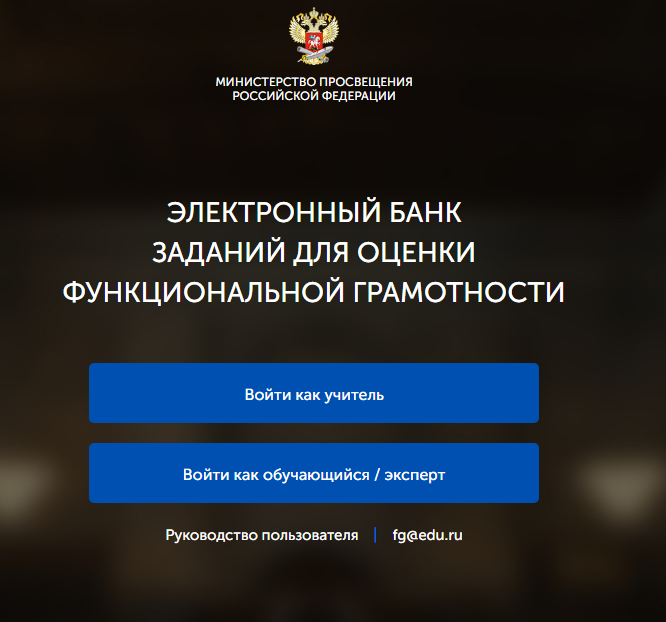 МИНИСТЕРСТВО ПРОСВЕЩЕНИЯ
РОССИЙСКОЙ ФЕДЕРАЦИИ
ЭЛЕКТРОННЫЙ БАНК
ЗАДАНИЙ ДЛЯ ОЦЕНКИ
ФУНКЦИОНАЛЬНОЙ ГРАМОТНОСТИ
Войти как учитель
Войти как обучающийся / эксперт
Руководство пользователя | fg@edu.ru